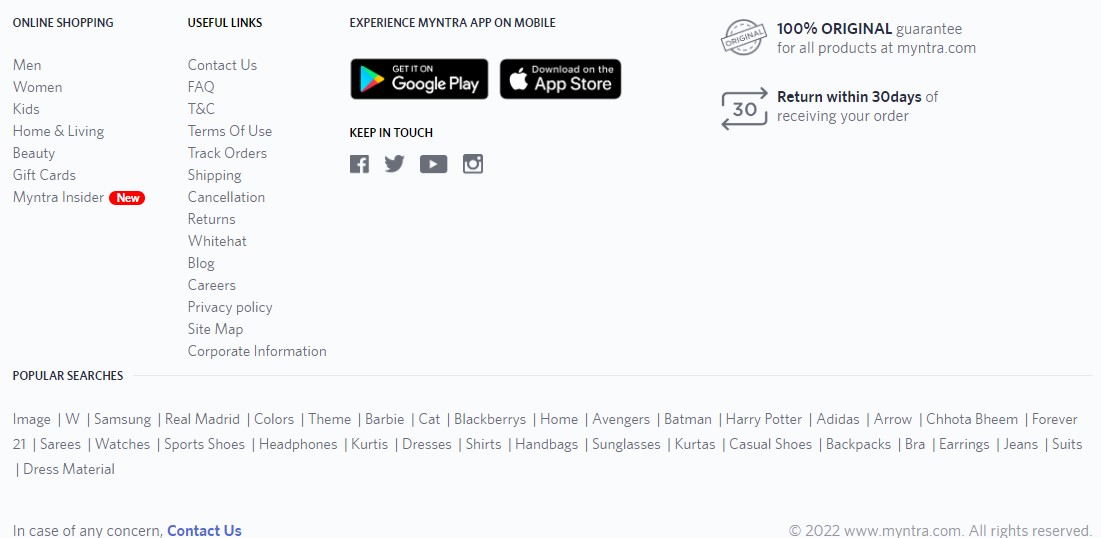 ONLINE SHOPPING
Men
Women
Kids
Home & Living
Beauty
Gift Cards
Myntra Insider New
USEFUL LINKS
Contact Us
FAQ
T&C
Terms Of Use
Track Orders
Shipping
Cancellation
Returns
Whitehat
Blog
Careers
Privacy policy
Site Map
Corporate Information
EXPERIENCE MYNTRA APP ON MOBILE
GET IT ON
Google Play
Download on the
App Store
KEEP IN TOUCH
ORIGINAL
100% ORIGINAL guarantee
for all products at myntra.com
30
Return within 30days of
receiving your order
POPULAR SEARCHES
Image | W | Samsung | Real Madrid | Colors | Theme | Barbie | Cat | Blackberrys | Home | Avengers | Batman | Harry Potter | Adidas | Arrow | Chhota Bheem | Forever
21 | Sarees | Watches | Sports Shoes | Headphones | Kurtis | Dresses | Shirts | Handbags | Sunglasses | Kurtas | Casual Shoes | Backpacks | Bra | Earrings | Jeans | Suits
| Dress Material
In case of any concern, Contact Us
© 2022 www.myntra.com. All rights reserved.